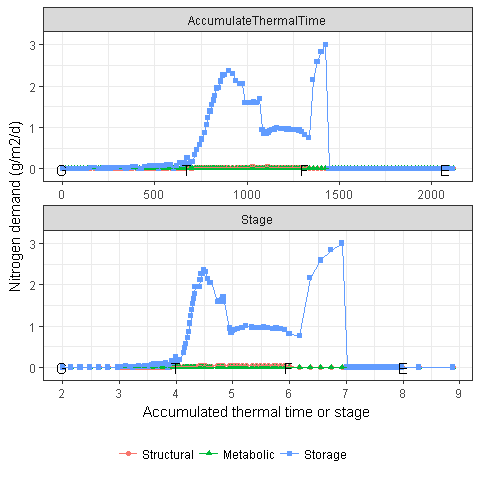 AccumulateThermalTime
3
2
1
0
0 500 1000 1500 2000
Stage
3
2
1
0
2 3 4 5 6 7 8 9
Nitrogen demand (g/m2/d)
Accumulated thermal time or stage
Structural Metabolic Storage